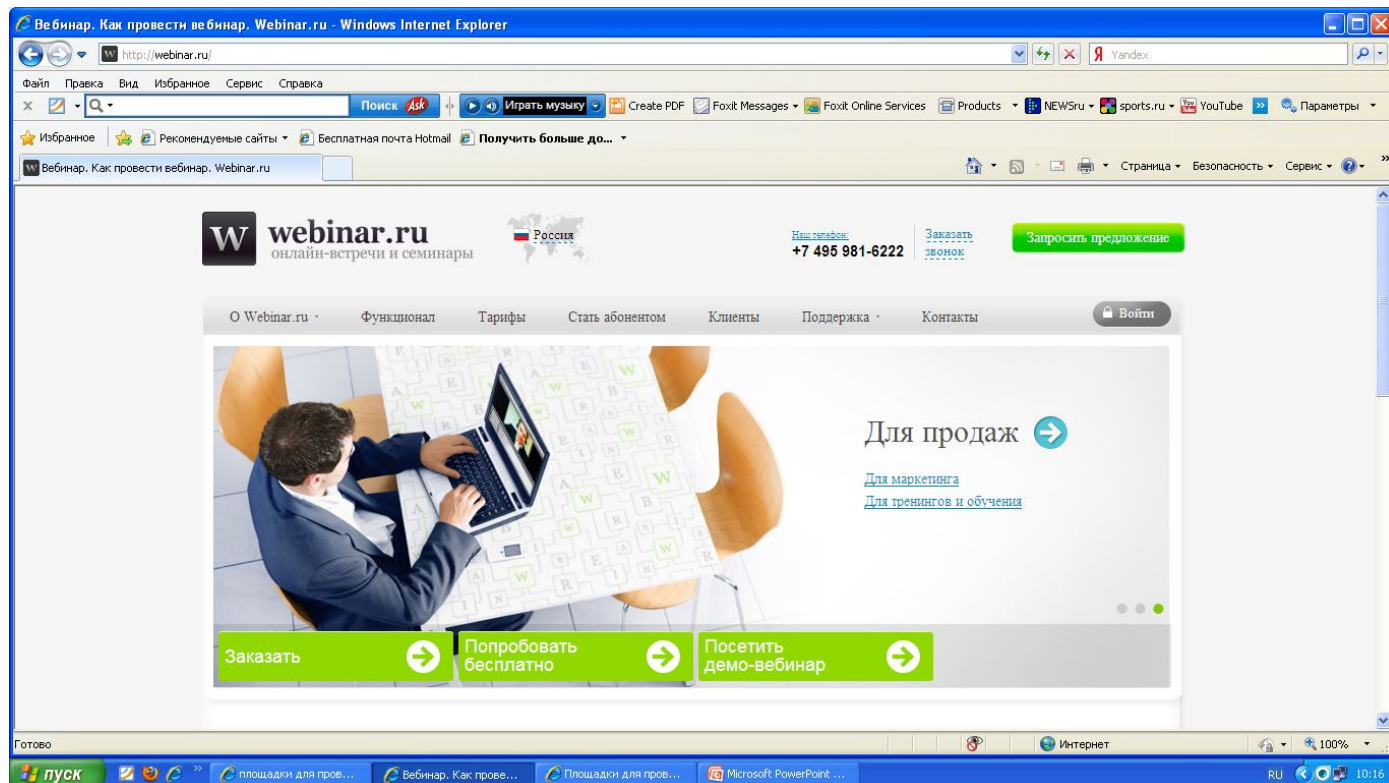 Вебинар. Как провести вебинар. Webinar.ru - Windows Internet Explorer
http://webinar.ru/
Yandex
Файл Правка Вид Избранное Сервис Справка
Поиск Ask Играть музыку Create PDF Foxit Messages Foxit Online Services Products NEWSru sports.ru YouTube Параметры
Избранное Рекомендуемые сайты Бесплатная почта Hotmail Получить больше до...
Вебинар. Как провести вебинар. Webinar.ru
Страница Безопасность Сервис
W webinar.ru
онлайн-встречи и семинары
Россия
Наш телефон:
+7 495 981-6222
Заказать
звонок
Запросить предложение
О Webinar.ru Функционал Тарифы Стать абонентом Клиенты Поддержка Контакты Войти
Для продаж
Для маркетинга
Для тренингов и обучения
Заказать
Попробовать
бесплатно
Посетить
демо-вебинар
Готово
Интернет
100%
пуск
площадки для пров...
Вебинар. Как прове...
Площадки для пров...
Microsoft PowerPoint ...
RU
10:16